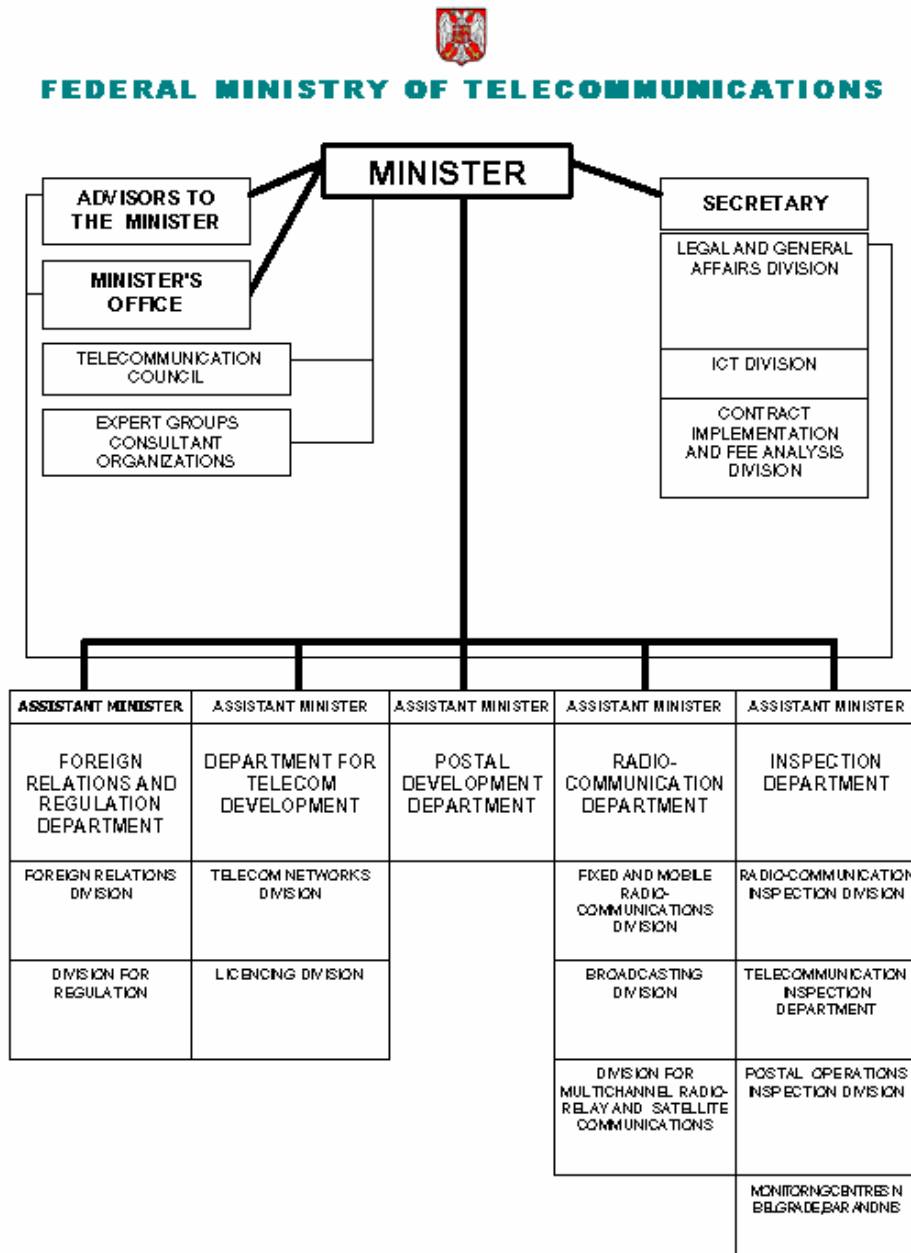 FEDERAL MINISTRY OF TELECOMMUNICATIONS
MINISTER
ADVISORS TO
THE MINISTER
MINISTER'S
OFFICE
TELECOMMUNICATION
COUNCIL
EXPERT GROUPS
CONSULTANT
ORGANIZATIONS
SECRETARY
LEGAL AND GENERAL
AFFAIRS DIVISION
ICT DIVISION
CONTRACT
IMPLEMENTATION
AND FEE ANALYSIS
DIVISION
ASSISTANT MINISTER
FOREIGN
RELATIONS AND
REGULATION
DEPARTMENT
FOREIGN RELATIONS
DIVISION
DIVISION FOR
REGULATION
ASSISTANT MINISTER
DEPARTMENT FOR
TELECOM
DEVELOPMENT
TELECOM NETWORKS
DIVISION
LICENCING DIVISION
ASSISTANT MINISTER
POSTAL
DEVELOPMENT
DEPARTMENT
ASSISTANT MINISTER
RADIO-
COMMUNICATION
DEPARTMENT
FIXED AND MOBILE
RADIO-
COMMUNICATIONS
DIVISION
BROADCASTING
DIVISION
DIVISION FOR
MULTICHANNEL RADIO-
RELAY AND SATELLITE
COMMUNICATIONS
ASSISTANT MINISTER
INSPECTION
DEPARTMENT
RADIO-COMMUNICATION
INSPECTION DIVISION
TELECOMMUNICATION
INSPECTION
DEPARTMENT
POSTAL OPERATIONS
INSPECTION DIVISION
MONITORNG CENTRES IN
BELGRADE, BAR AND NIS